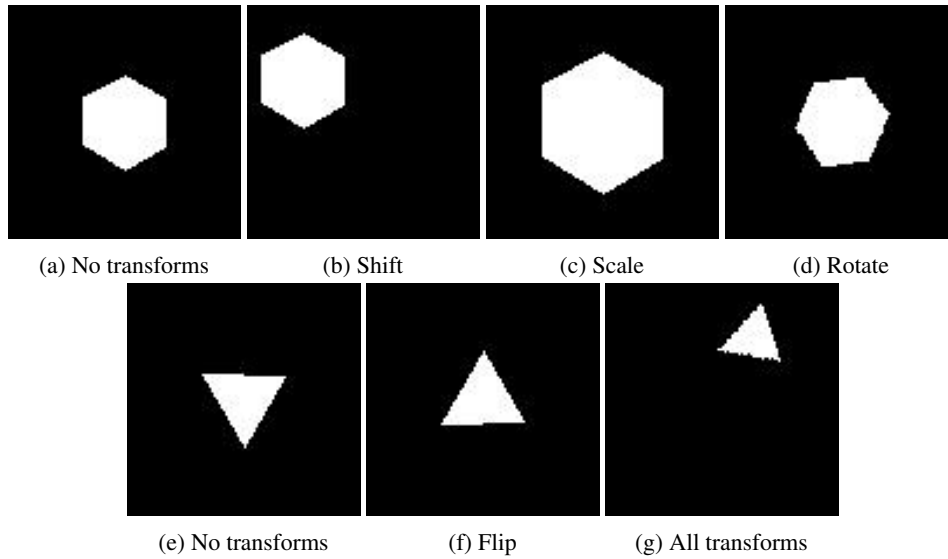 (a) No transforms
(b) Shift
(c) Scale
(d) Rotate
(e) No transforms
(f) Flip
(g) All transforms